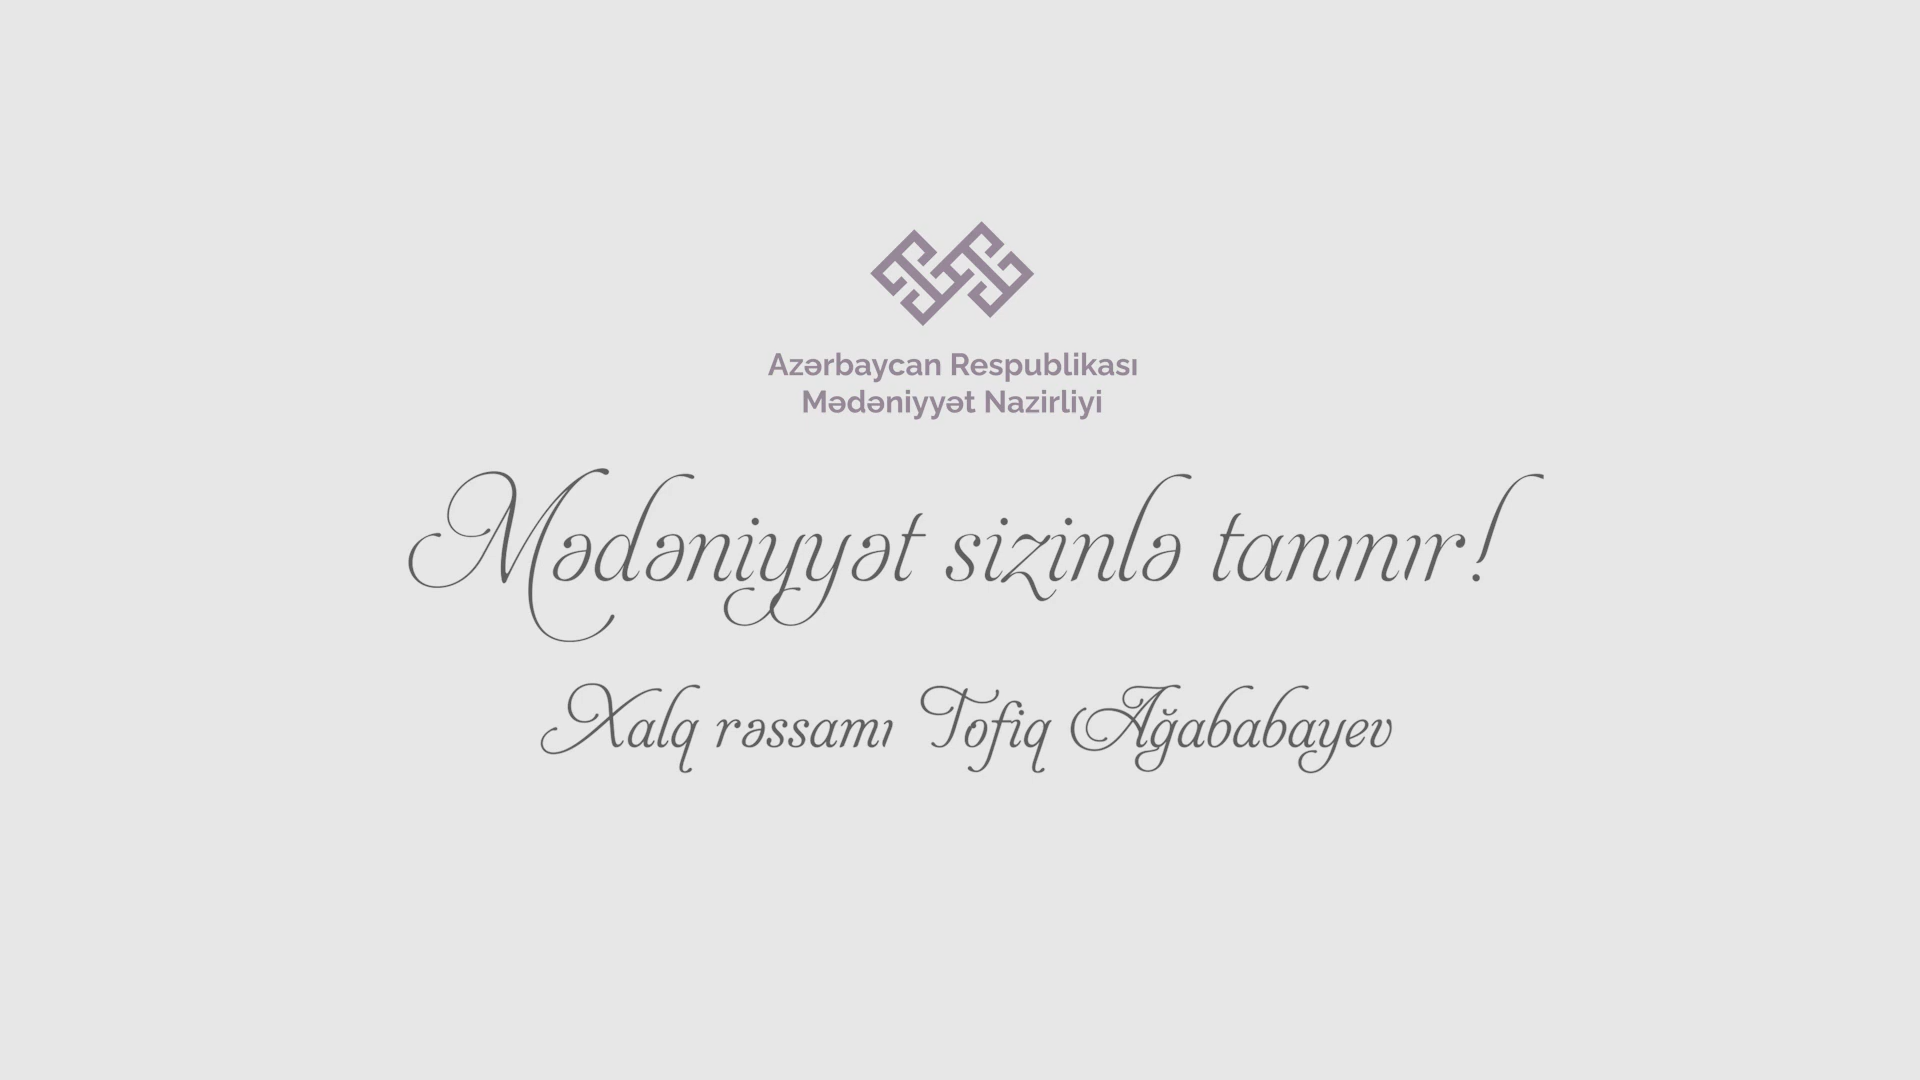 Azərbaycan Respublikası
Mədəniyyət Nazirliyi
Mədəniyyət sizinlə tanınır!
Xalq rəssamı Tofiq Ağababayev